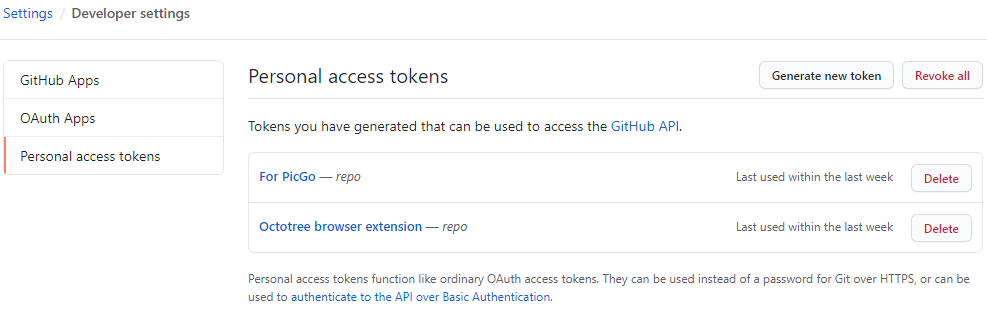 Settings / Developer settings
GitHub Apps
OAuth Apps
Personal access tokens
Personal access tokens
Generate new token
Revoke all
Tokens you have generated that can be used to access the GitHub API.
For PicGo — repo
Last used within the last week
Delete
Octotree browser extension — repo
Last used within the last week
Delete
Personal access tokens function like ordinary OAuth access tokens. They can be used instead of a password for Git over HTTPS, or can be
used to authenticate to the API over Basic Authentication.